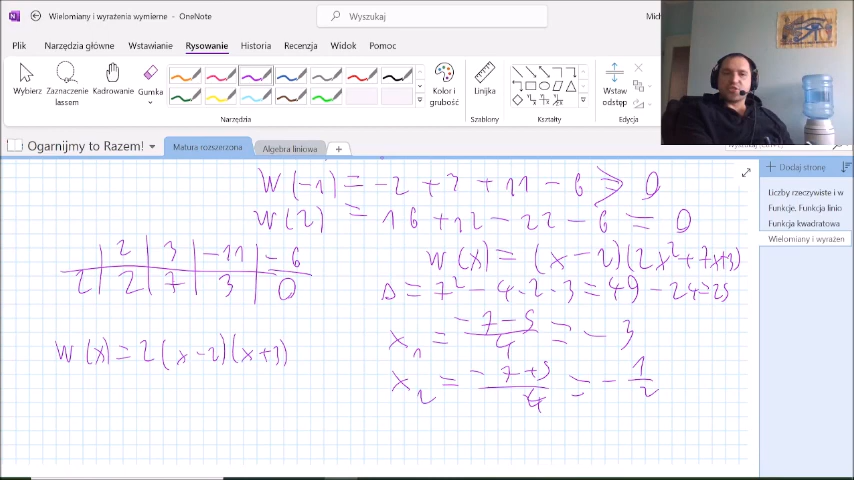 Wielomiany i wyrażenia wymierne - OneNote
Wyszukaj
Mich
Plik Narzędzia główne Wstawianie Rysowanie Historia Recenzja Widok Pomoc
Wybierz Zaznaczenie lassem Kadrowanie Gumka
Kolor i grubość Linijka Wstaw odstęp
Narzędzia Szablony Kształty Edycja
Ogarnijmy to Razem! Matura rozszerzona Algebra liniowa +
Dodaj stronę
Liczby rzeczywiste i w
Funkcje, Funkcja linio
Funkcja kwadratowa
Wielomiany i wyrażen
W(-1) = -2 + 3 + 11 - 6 > 0
W(2) = 16 + 12 - 22 - 6 = 0
2 | 3 | -11 | -6
2 | 2 | 7 | 3 | 0
W(x) = (x-2)(2x²+7x+3)
Δ = 7² - 4·2·3 = 49 - 24 = 25
x₁ = (-7-5)/4 = -3
W(x) = 2(x-2)(x+3)
x₂ = (-7+5)/4 = -1/2